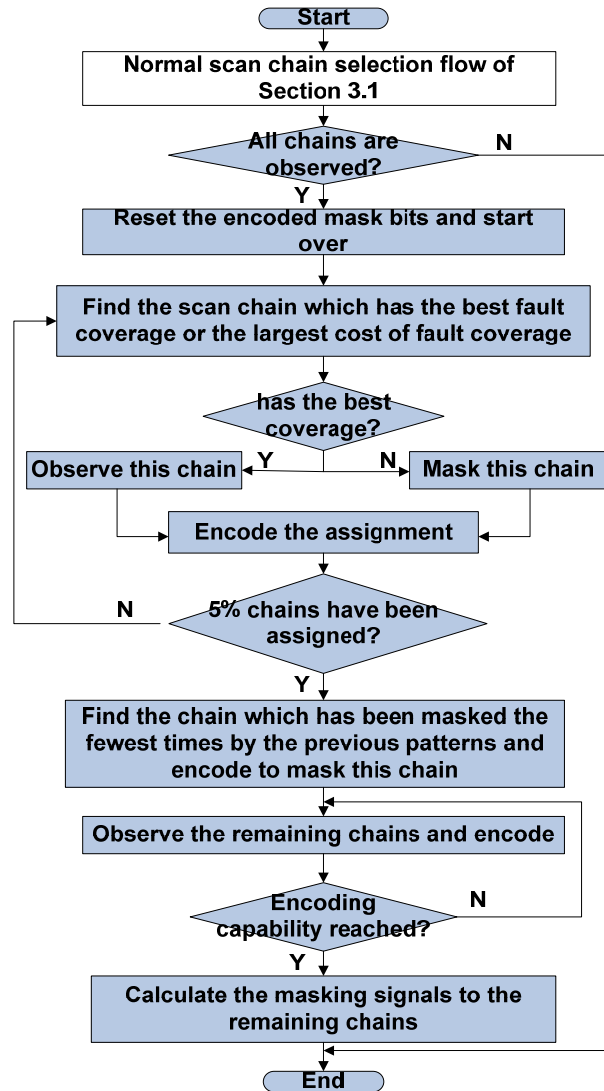 Start
Normal scan chain selection flow of
Section 3.1
All chains are
observed?
N
Y
Reset the encoded mask bits and start
over
Find the scan chain which has the best fault
coverage or the largest cost of fault coverage
has the best
coverage?
Observe this chain
Y
N
Mask this chain
Encode the assignment
5% chains have been
assigned?
N
Y
Find the chain which has been masked the
fewest times by the previous patterns and
encode to mask this chain
Observe the remaining chains and encode
Encoding
capability reached?
N
Y
Calculate the masking signals to the
remaining chains
End